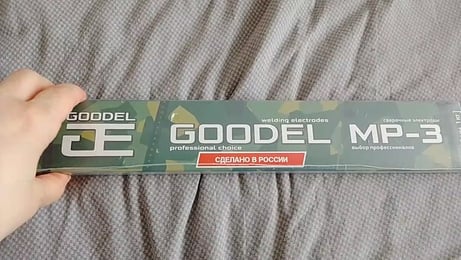 GOODEL
welding electrodes
сварочные электроды
GOODEL MP-3
professional choice
выбор профессионалов
СДЕЛАНО В РОССИИ